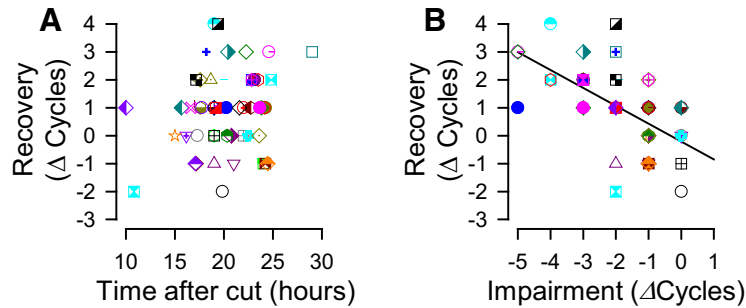 A
Recovery
(Δ Cycles)
4
3
2
1
0
-1
-2
-3
10 15 20 25 30
Time after cut (hours)
B
Recovery
(Δ Cycles)
4
3
2
1
0
-1
-2
-3
-5 -4 -3 -2 -1 0 1
Impairment (ΔCycles)